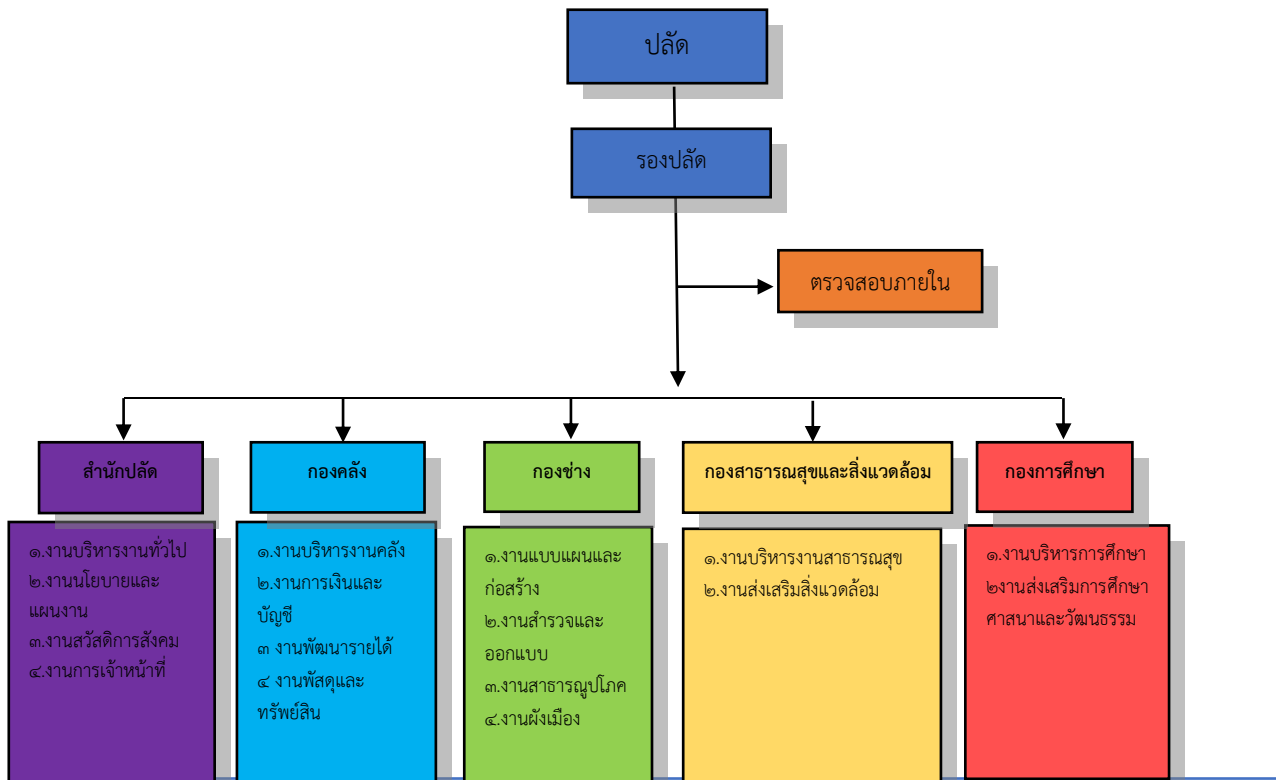 ปลัด
รองปลัด
ตรวจสอบภายใน
สำนักปลัด
กองคลัง
กองช่าง
กองสาธารณสุขและสิ่งแวดล้อม
กองการศึกษา
๑.งานบริหารงานทั่วไป
๒.งานนโยบายและ
แผนงาน
๓.งานสวัสดิการสังคม
๔.งานการเจ้าหน้าที่
๑.งานบริหารงานคลัง
๒.งานการเงินและ
บัญชี
๓ งานพัฒนารายได้
๔ งานพัสดุและ
ทรัพย์สิน
๑.งานแบบแผนและ
ก่อสร้าง
๒.งานสำรวจและ
ออกแบบ
๓.งานสาธารณูปโภค
๔.งานผังเมือง
๑.งานบริหารงานสาธารณสุข
๒.งานส่งเสริมสิ่งแวดล้อม
๑.งานบริหารการศึกษา
๒งานส่งเสริมการศึกษา
ศาสนาและวัฒนธรรม